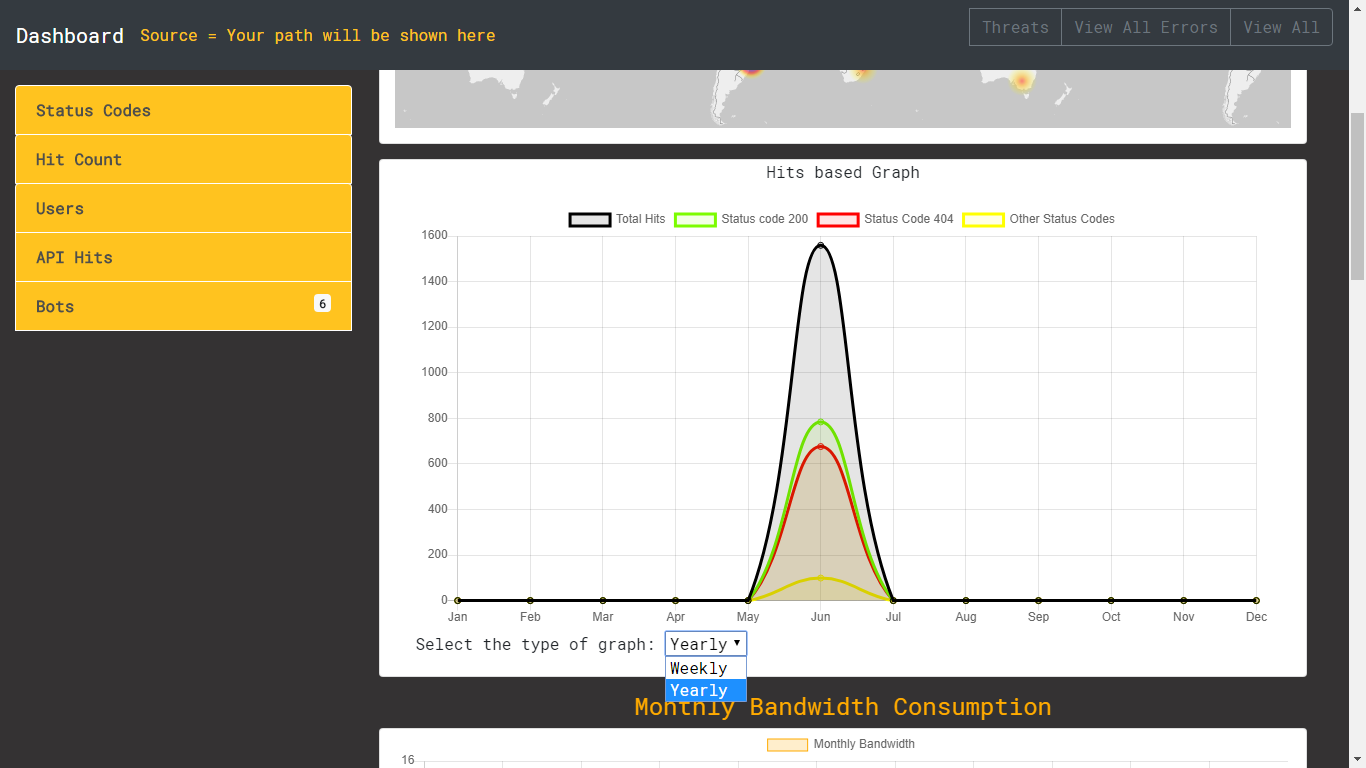 Dashboard Source = Your path will be shown here
Threats View All Errors View All
Status Codes
Hit Count
Users
API Hits
Bots 6
Hits based Graph
Total Hits Status code 200 Status Code 404 Other Status Codes
1600
1400
1200
1000
800
600
400
200
0
Jan Feb Mar Apr May Jun Jul Aug Sep Oct Nov Dec
Select the type of graph: Yearly
Weekly
Yearly
Monthly Bandwidth Consumption
Monthly Bandwidth
16